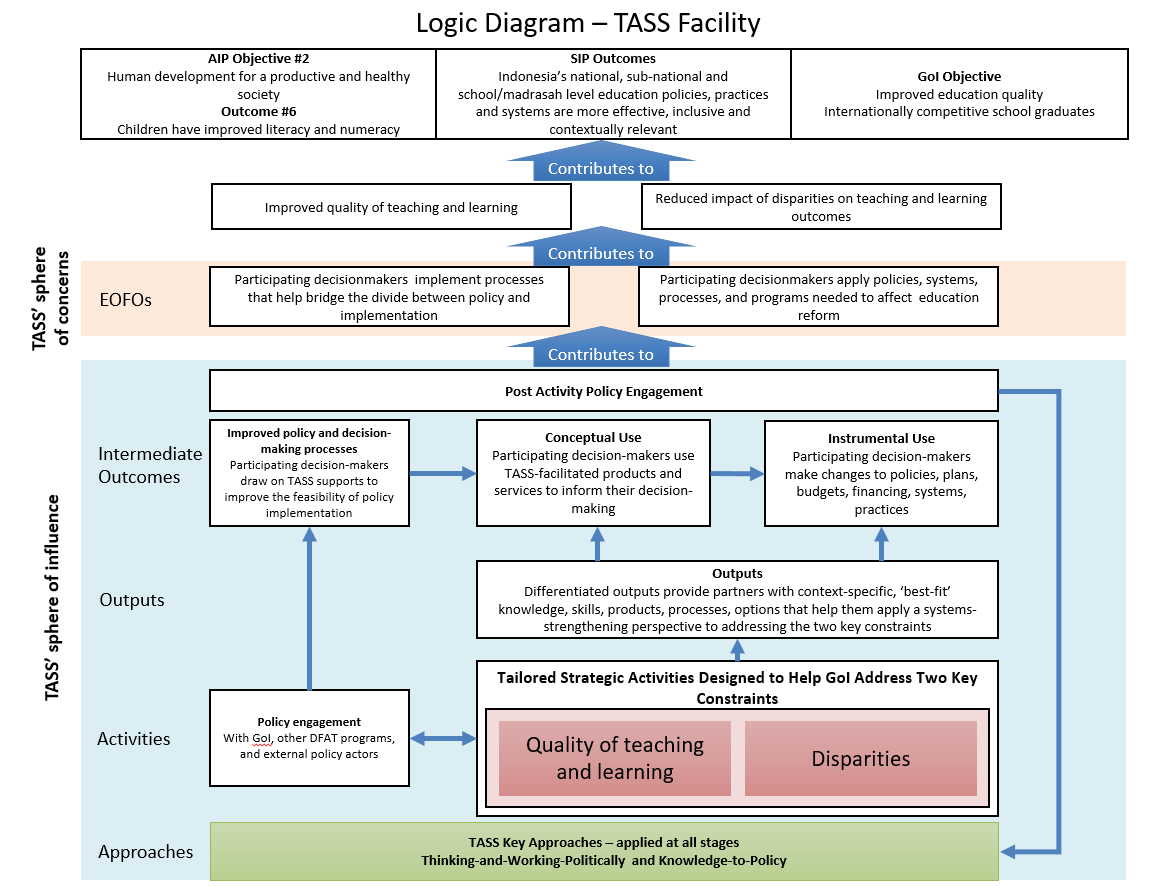 Logic Diagram – TASS Facility
AIP Objective #2
Human development for a productive and healthy
society
Outcome #6
Children have improved literacy and numeracy
SIP Outcomes
Indonesia’s national, sub-national and
school/madrasah level education policies, practices
and systems are more effective, inclusive and
contextually relevant
GoI Objective
Improved education quality
Internationally competitive school graduates
Contributes to
Improved quality of teaching and learning
Reduced impact of disparities on teaching and learning
outcomes
Contributes to
TASS’ sphere
of concerns
EOFOs
Participating decisionmakers implement processes
that help bridge the divide between policy and
implementation
Participating decisionmakers apply policies, systems,
processes, and programs needed to affect education
reform
Contributes to
TASS’ sphere of influence
Post Activity Policy Engagement
Intermediate
Outcomes
Improved policy and decision-
making processes
Participating decision-makers
draw on TASS supports to
improve the feasibility of policy
implementation
Conceptual Use
Participating decision-makers use
TASS-facilitated products and
services to inform their decision-
making
Instrumental Use
Participating decision-makers
make changes to policies, plans,
budgets, financing, systems,
practices
Outputs
Outputs
Differentiated outputs provide partners with context-specific, ‘best-fit’
knowledge, skills, products, processes, options that help them apply a systems-
strengthening perspective to addressing the two key constraints
Activities
Policy engagement
With GoI, other DFAT programs,
and external policy actors
Tailored Strategic Activities Designed to Help GoI Address Two Key
Constraints
Quality of teaching
and learning
Disparities
Approaches
TASS Key Approaches – applied at all stages
Thinking-and-Working-Politically and Knowledge-to-Policy